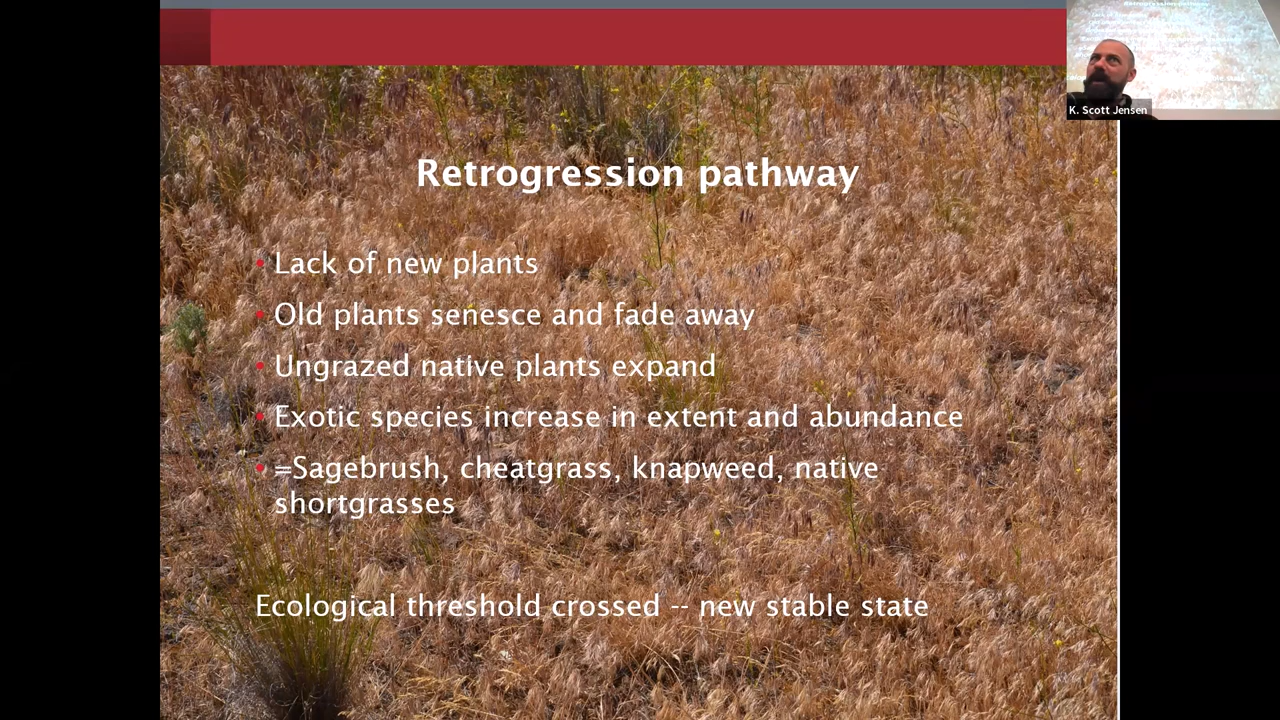 K. Scott Jensen
Retrogression pathway
• Lack of new plants
• Old plants senesce and fade away
• Ungrazed native plants expand
• Exotic species increase in extent and abundance
• =Sagebrush, cheatgrass, knapweed, native
shortgrasses
Ecological threshold crossed -- new stable state